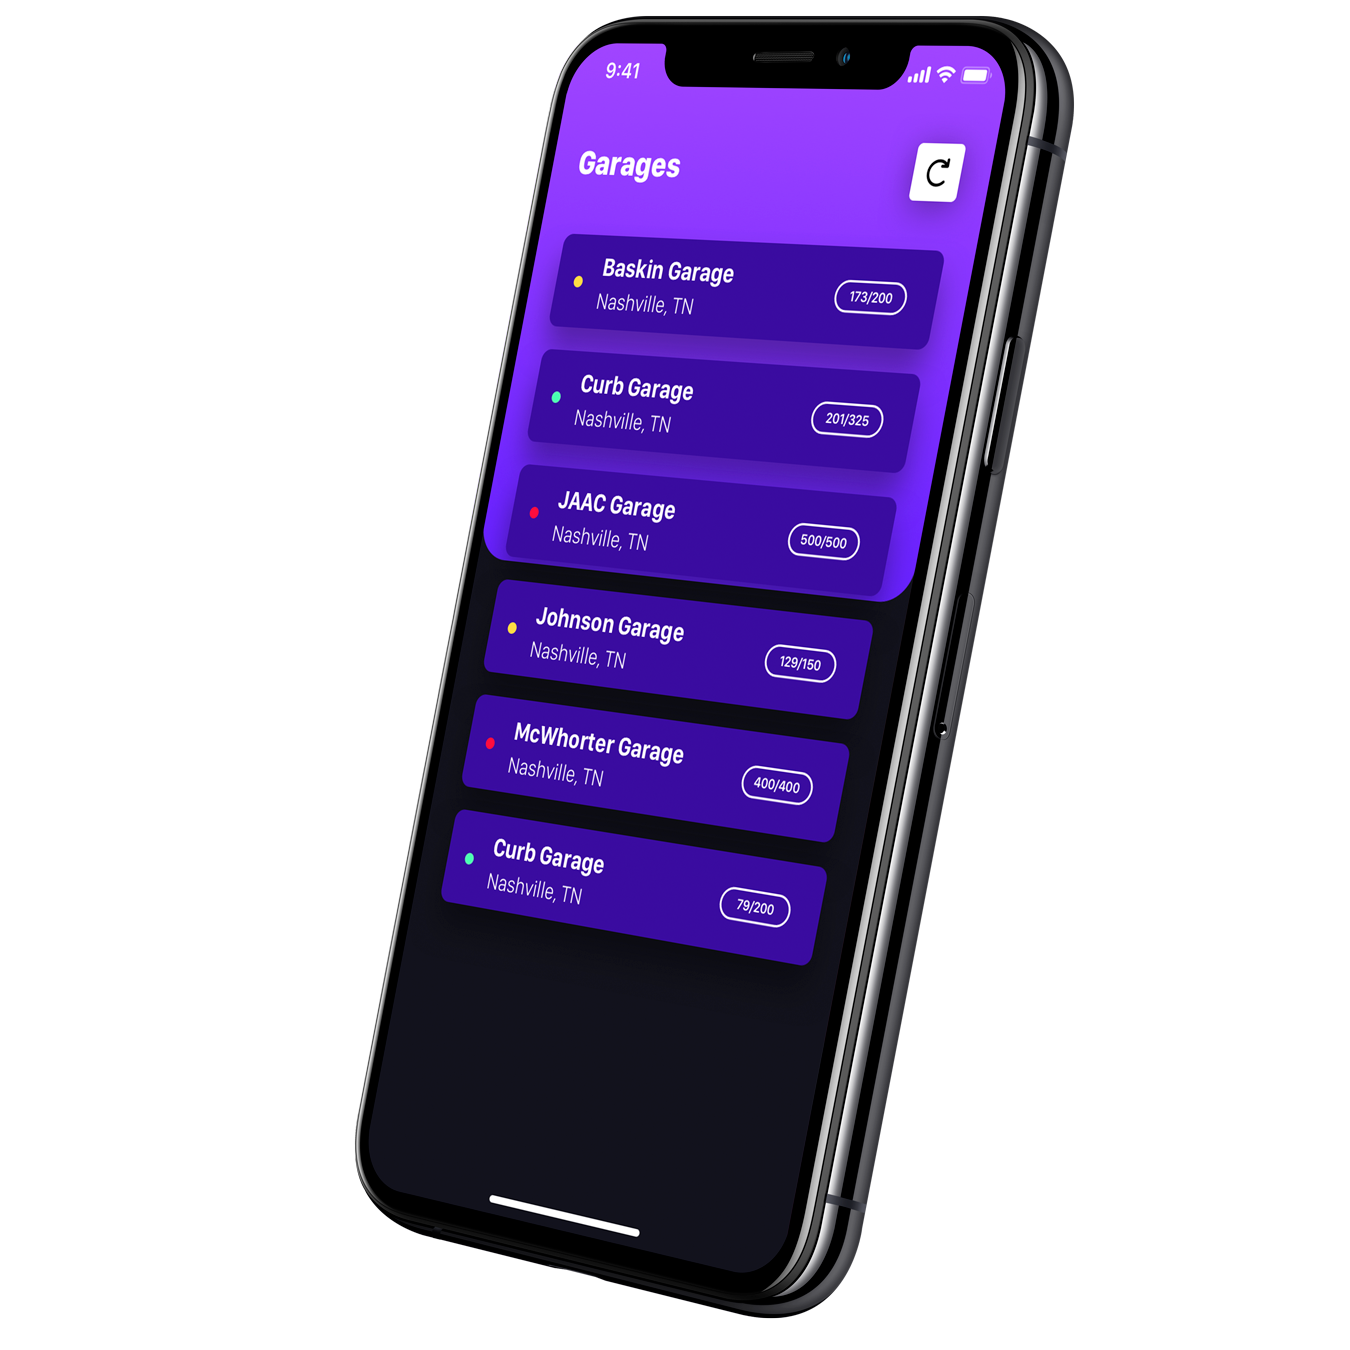 9:41
Garages
Baskin Garage
Nashville, TN
173/200
Curb Garage
Nashville, TN
201/325
JAAC Garage
Nashville, TN
500/500
Johnson Garage
Nashville, TN
129/150
McWhorter Garage
Nashville, TN
400/400
Curb Garage
Nashville, TN
79/200